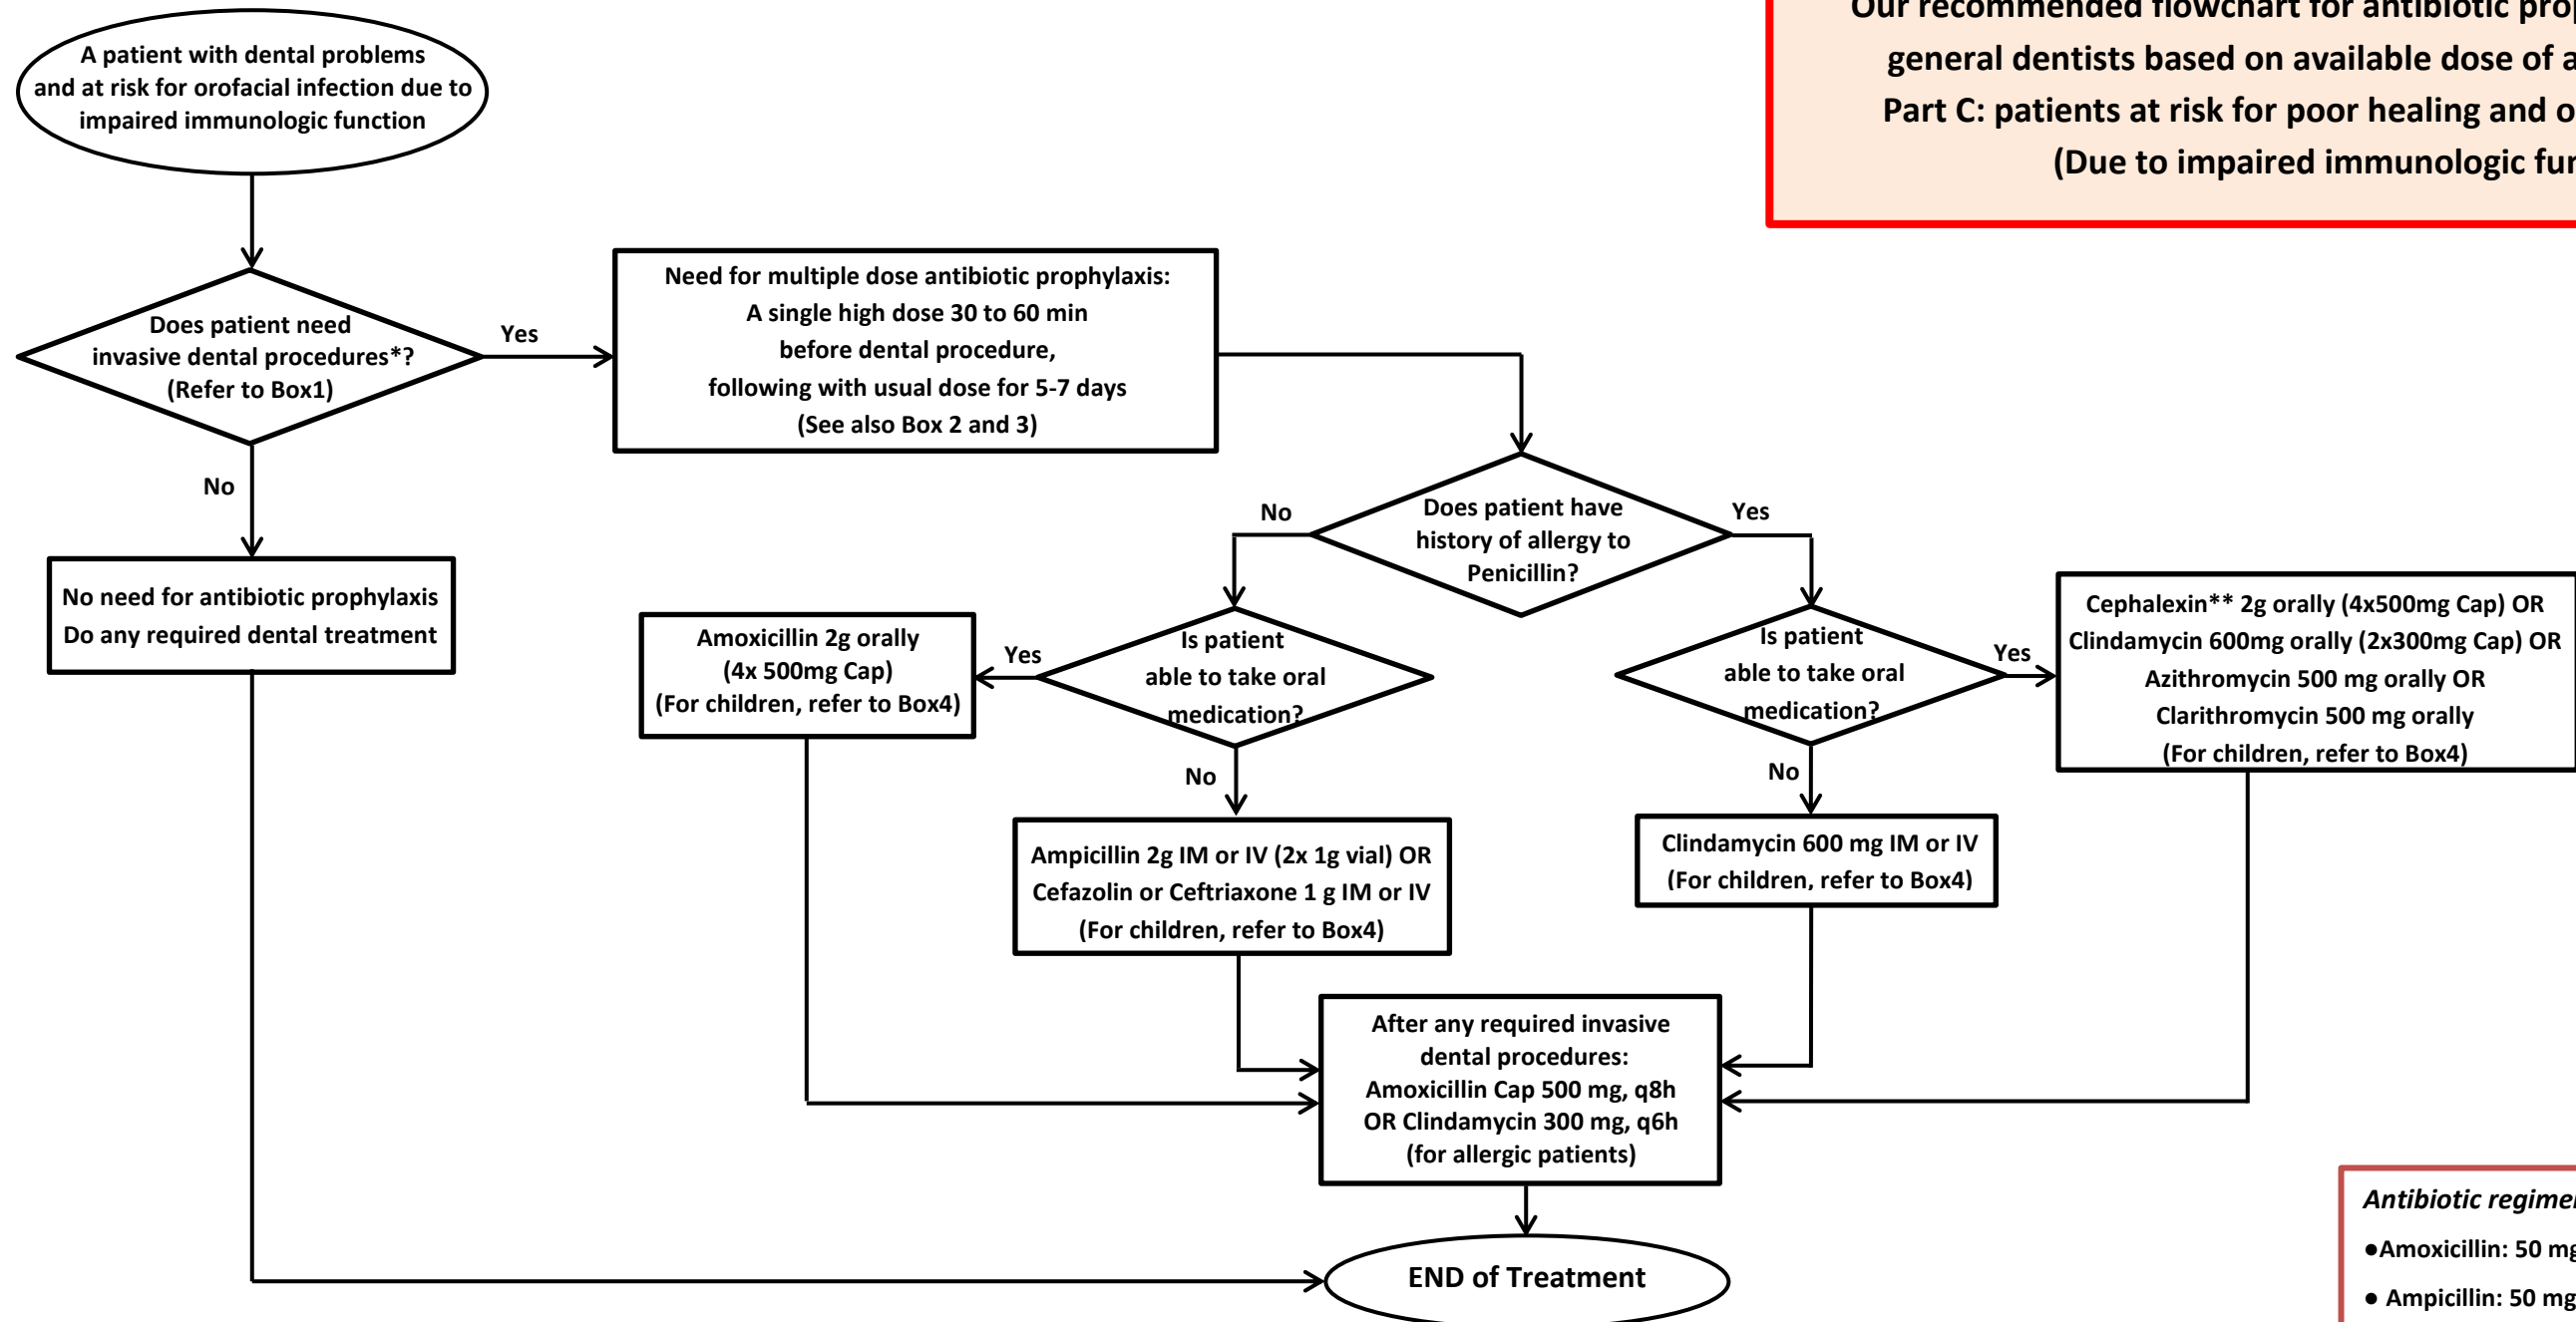 Our recommended flowchart for antibiotic
general dentists based on available dose of
Part C: patients at risk for poor healing and
(Due to impaired immunologic
A patient with dental problems
and at risk for orofacial infection due to
impaired immunologic function
Does patient need
invasive dental procedures*?
(Refer to Box1)
Yes
No
Need for multiple dose antibiotic prophylaxis:
A single high dose 30 to 60 min
before dental procedure,
following with usual dose for 5-7 days
(See also Box 2 and 3)
No need for antibiotic prophylaxis
Do any required dental treatment
Does patient have
history of allergy to
Penicillin?
No
Yes
Amoxicillin 2g orally
(4x 500mg Cap)
(For children, refer to Box4)
Yes
Is patient
able to take oral
medication?
No
Is patient
able to take oral
medication?
Yes
No
Cephalexin** 2g orally (4x500mg Cap) OR
Clindamycin 600mg orally (2x300mg Cap) OR
Azithromycin 500 mg orally OR
Clarithromycin 500 mg orally
(For children, refer to Box4)
Ampicillin 2g IM or IV (2x 1g vial) OR
Cefazolin or Ceftriaxone 1 g IM or IV
(For children, refer to Box4)
Clindamycin 600 mg IM or IV
(For children, refer to Box4)
After any required invasive
dental procedures:
Amoxicillin Cap 500 mg, q8h
OR Clindamycin 300 mg, q6h
(for allergic patients)
END of Treatment
Antibiotic
●Amoxicillin: 50
● Ampicillin: 50